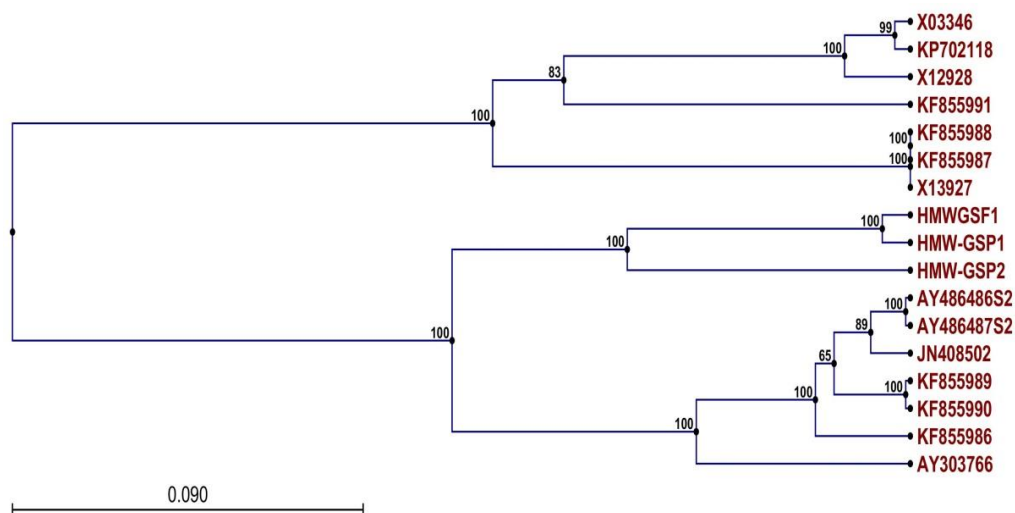 X03346
99
KP702118
100
X12928
83
KF855991
100
KF855988
100
KF855987
100
X13927
HMWGSF1
100
HMW-GSP1
100
HMW-GSP2
100
AY486486S2
100
AY486487S2
89
JN408502
65
KF855989
100
KF855990
100
KF855986
100
AY303766
0.090